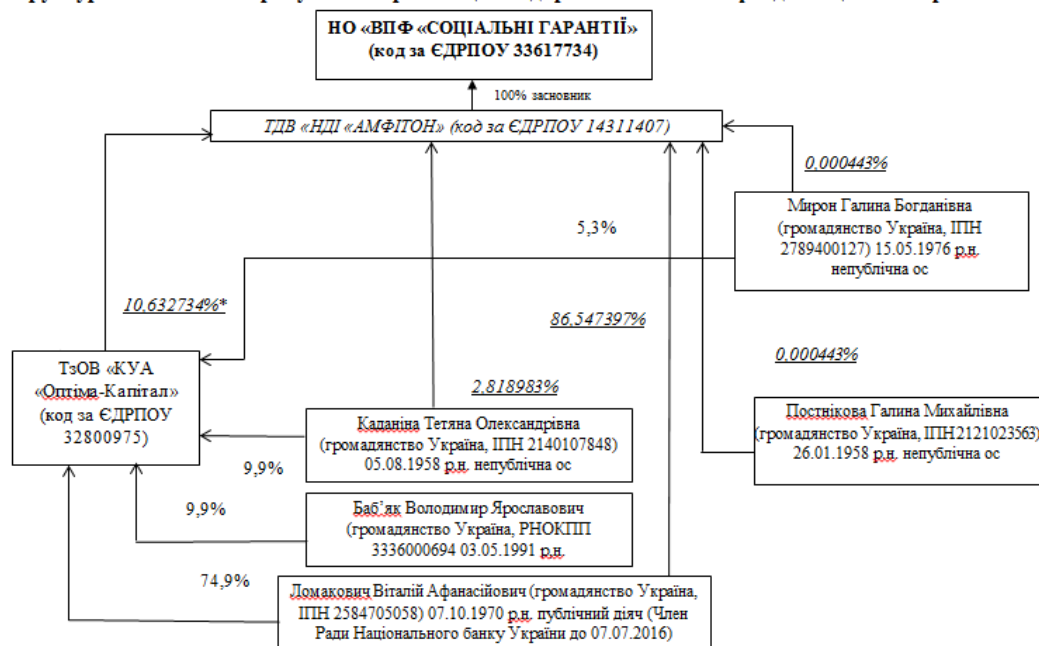 НО «ВПФ «СОЦІАЛЬНІ ГАРАНТІЇ»
(код за ЄДРПОУ 33617734)
100% засновник
ТДВ «НДІ «АМФІТОН» (код за ЄДРПОУ 14311407)
0,000443%
Мирон Галина Богданівна
(громадянство Україна, ІПН
2789400127) 15.05.1976 р.н.
непублічна ос
5,3%
10,632734%*
86,547397%
0,000443%
ТзОВ «КУА
«Оптіма-Капітал»
(код за ЄДРПОУ
32800975)
2,818983%
Каданіна Тетяна Олександрівна
(громадянство Україна, ІПН 2140107848)
05.08.1958 р.н. непублічна ос
Постнікова Галина Михайлівна
(громадянство Україна, ІПН 2121023563)
26.01.1958 р.н. непублічна ос
9,9%
9,9%
Баб’як Володимир Ярославович
(громадянство Україна, РНОКПП
3336000694 03.05.1991 р.н.
74,9%
Ломакович Віталій Афанасійович (громадянство Україна,
ІПН 2584705058) 07.10.1970 р.н. публічний діяч (Член
Ради Національного банку України до 07.07.2016)